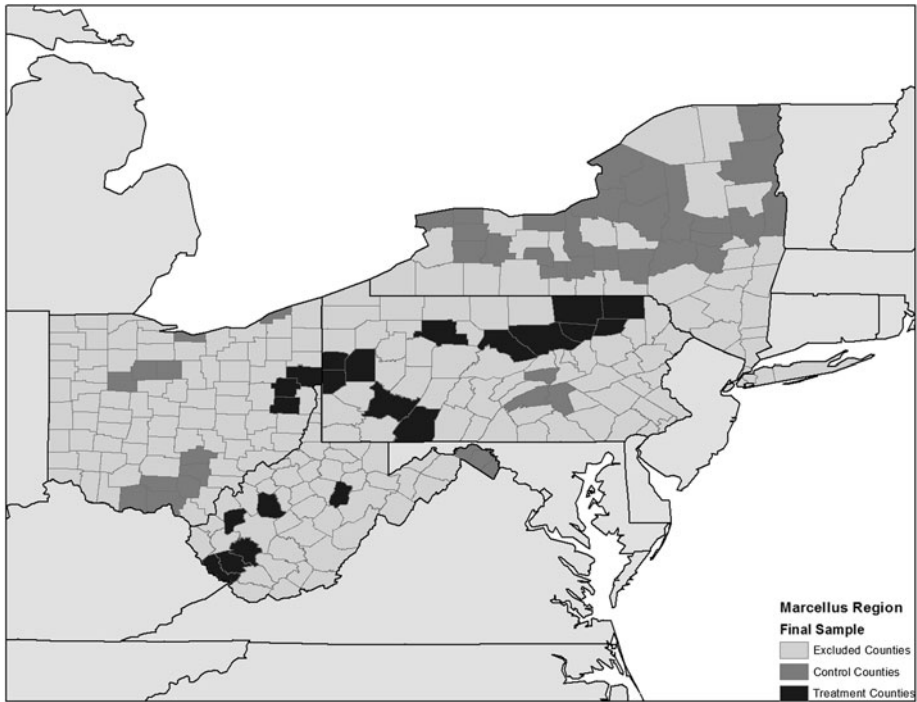 Marcellus Region
Final Sample
Excluded Counties
Control Counties
Treatment Counties